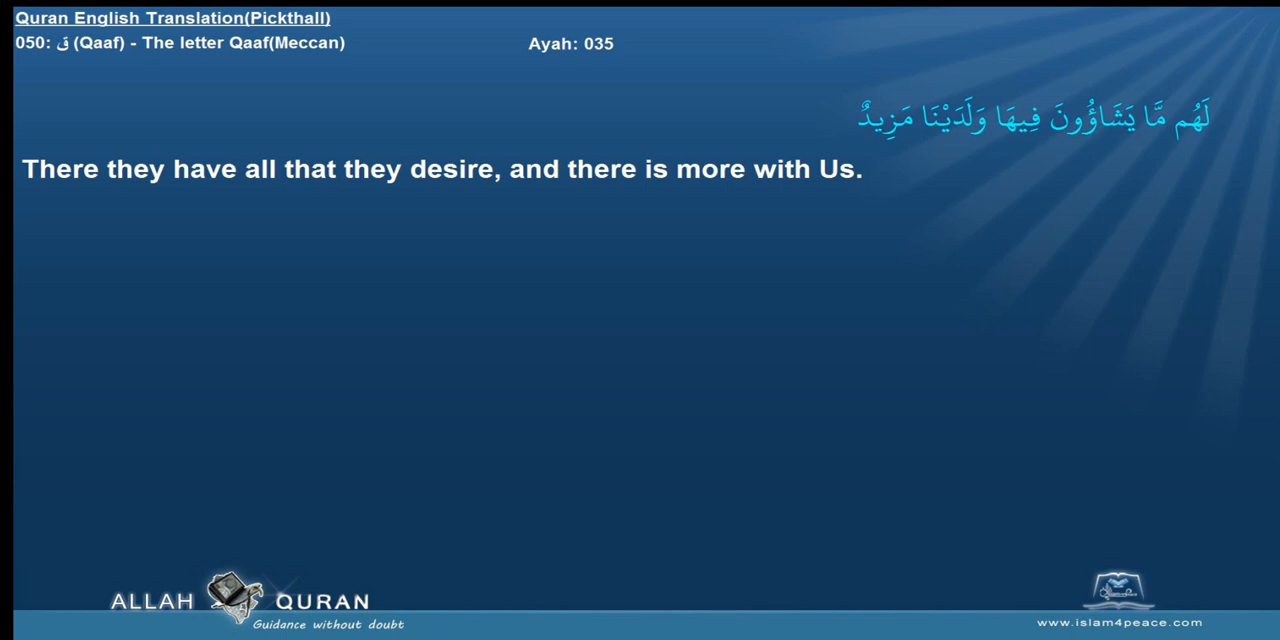 Quran English Translation(Pickthall)
050: ق (Qaaf) - The letter Qaaf(Meccan) Ayah: 035
لَهُم مَّا يَشَاؤُونَ فِيهَا وَلَدَيْنَا مَزِيدٌ
There they have all that they desire, and there is more with Us.
ALLAH QURAN
Guidance without doubt
www.islam4peace.com